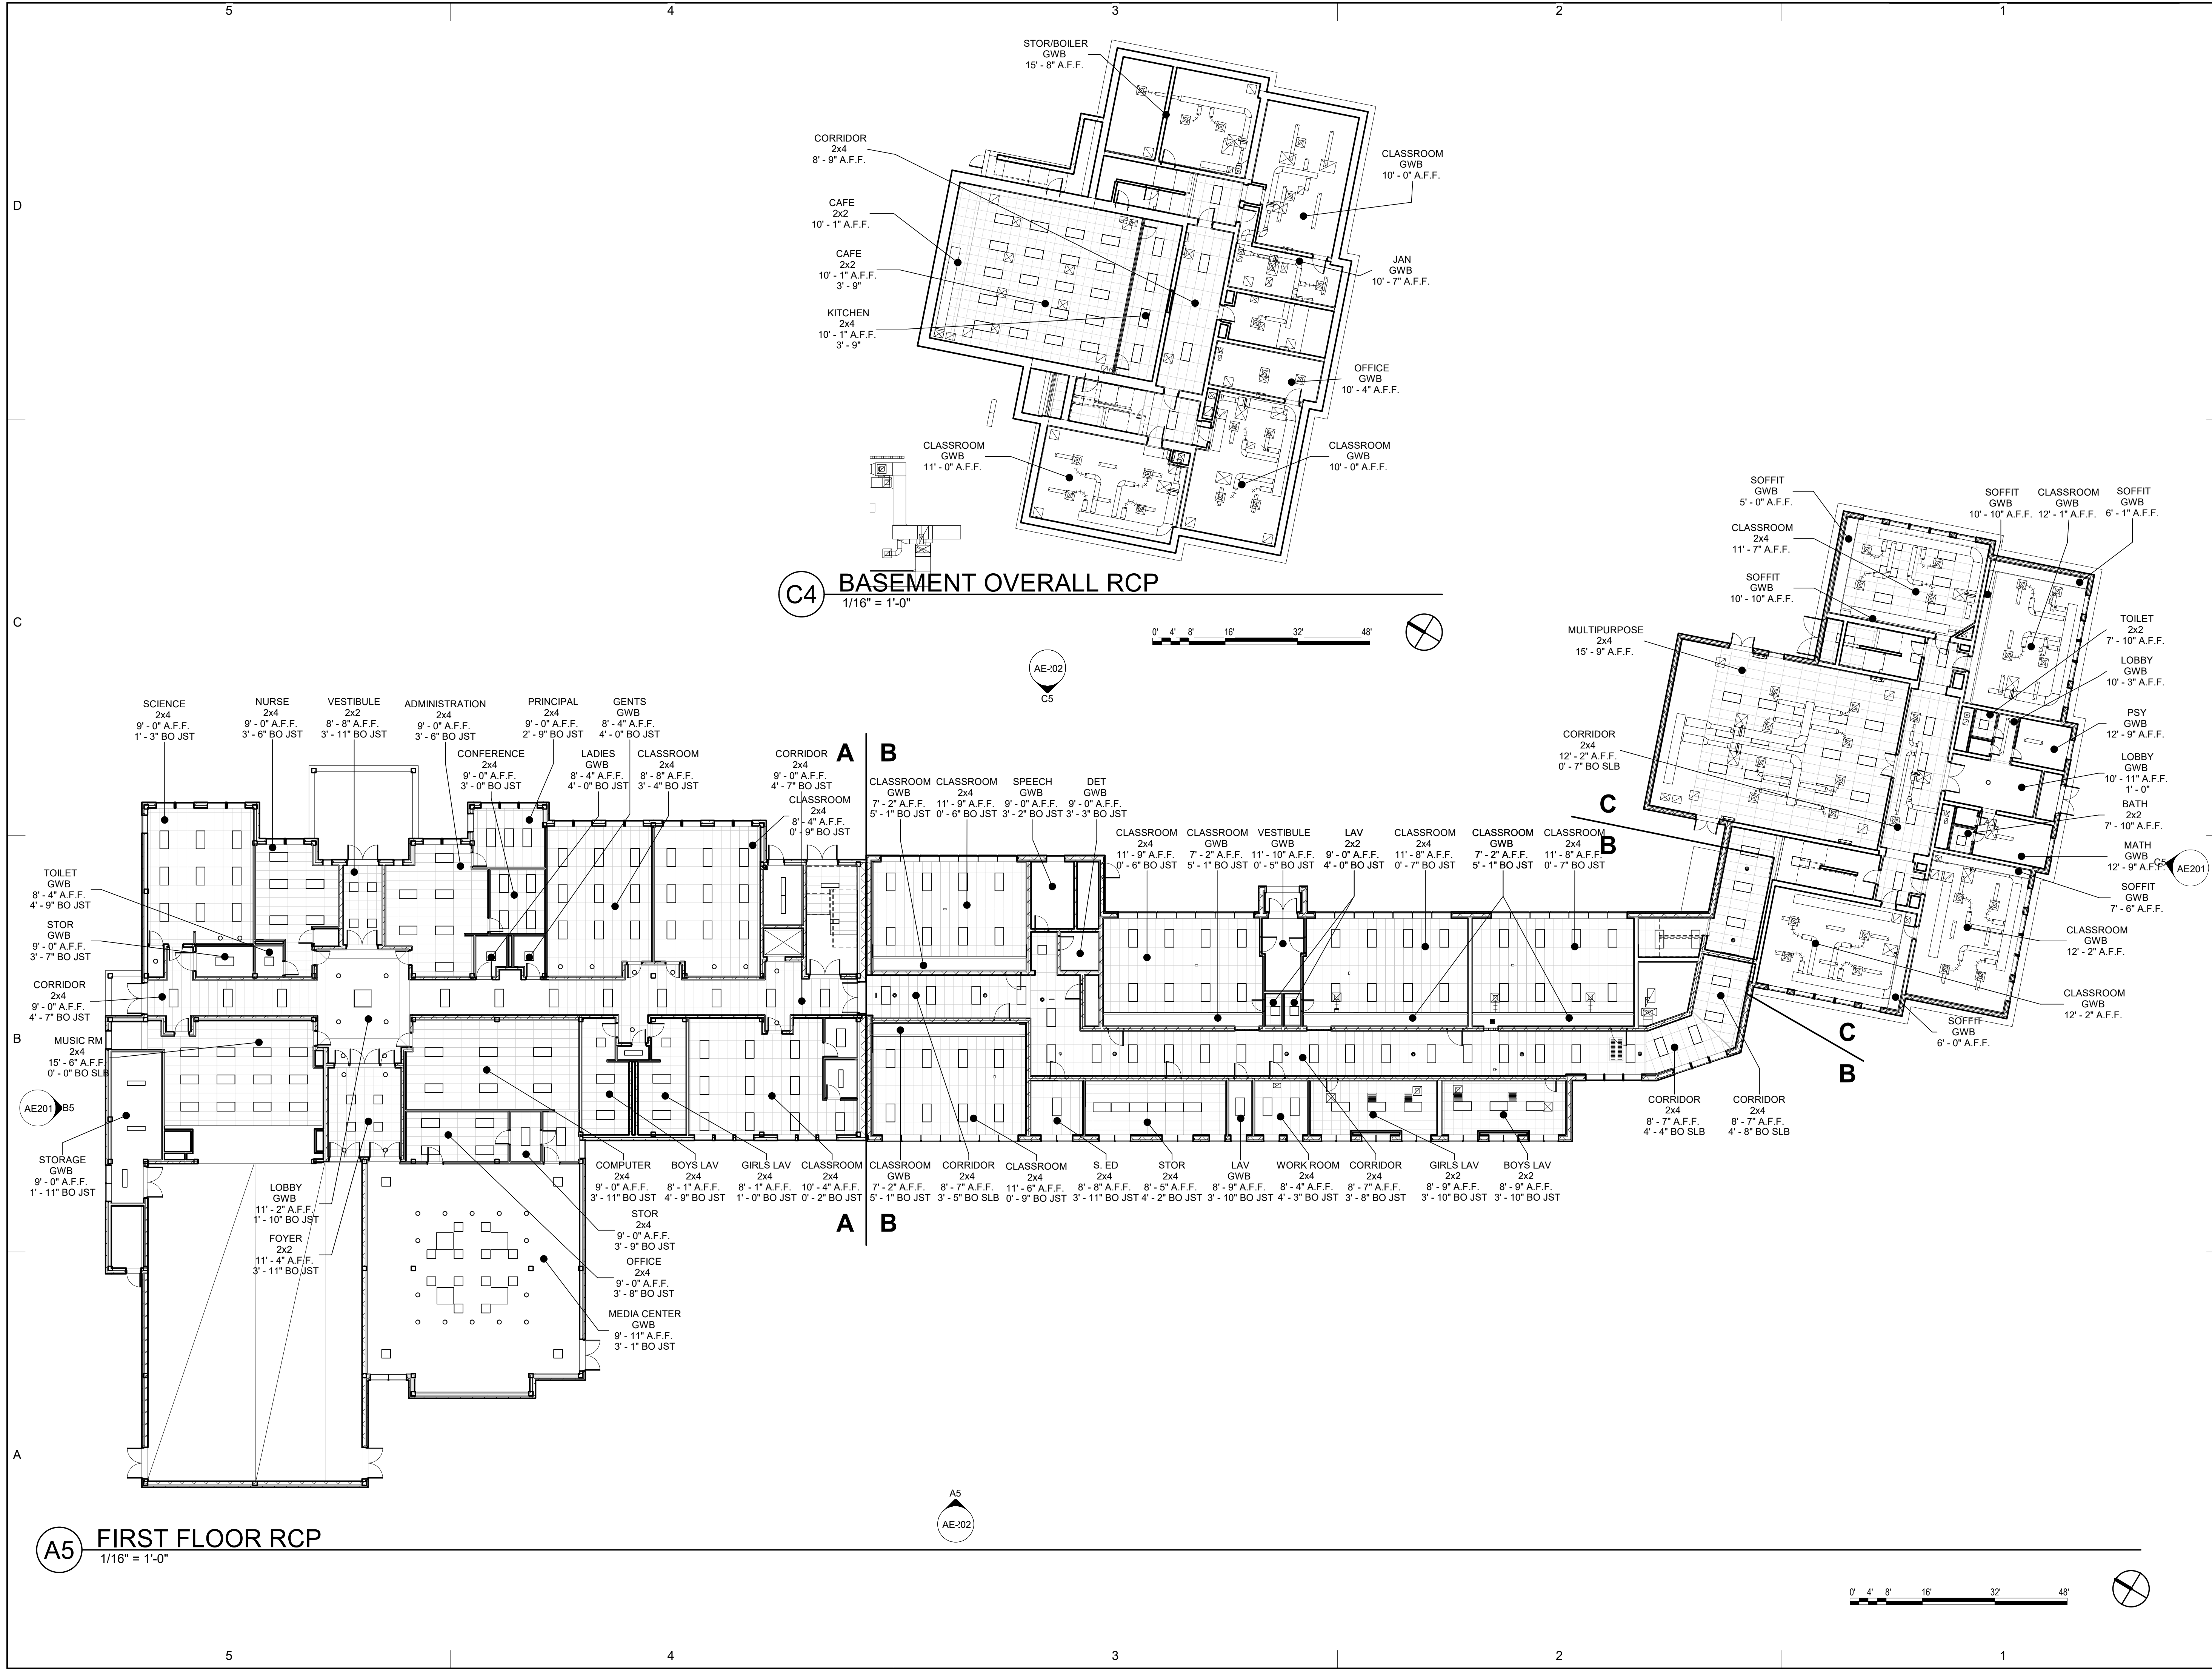 5
4
3
2
1
D
C
B
A
STOR/BOILER
GWB
15' - 8" A.F.F.
CORRIDOR
2x4
8' - 9" A.F.F.
CLASSROOM
GWB
10' - 0" A.F.F.
CAFE
2x2
10' - 1" A.F.F.
CAFE
2x2
10' - 1" A.F.F.
3' - 9"
JAN
GWB
10' - 7" A.F.F.
KITCHEN
2x4
10' - 1" A.F.F.
3' - 9"
OFFICE
GWB
10' - 4" A.F.F.
CLASSROOM
GWB
11' - 0" A.F.F.
CLASSROOM
GWB
10' - 0" A.F.F.
C4
BASEMENT OVERALL RCP
1/16" = 1'-0"
0' 4' 8' 16' 32' 48'
AE-202
C5
SOFFIT
GWB
5' - 0" A.F.F.
CLASSROOM
2x4
11' - 7" A.F.F.
SOFFIT
GWB
10' - 10" A.F.F.
SOFFIT
GWB
10' - 10" A.F.F.
CLASSROOM
GWB
12' - 1" A.F.F.
SOFFIT
GWB
6' - 1" A.F.F.
MULTIPURPOSE
2x4
15' - 9" A.F.F.
TOILET
2x2
7' - 10" A.F.F.
LOBBY
GWB
10' - 3" A.F.F.
PSY
GWB
12' - 9" A.F.F.
CORRIDOR
2x4
12' - 2" A.F.F.
0' - 7" BO SLB
LOBBY
GWB
10' - 11" A.F.F.
1' - 0"
BATH
2x2
7' - 10" A.F.F.
MATH
GWB
12' - 9" A.F.F.
C5
AE201
SOFFIT
GWB
7' - 6" A.F.F.
CLASSROOM
GWB
12' - 2" A.F.F.
CLASSROOM
GWB
12' - 2" A.F.F.
SOFFIT
GWB
6' - 0" A.F.F.
C
B
C
B
SCIENCE
2x4
9' - 0" A.F.F.
1' - 3" BO JST
NURSE
2x4
9' - 0" A.F.F.
3' - 6" BO JST
VESTIBULE
2x2
8' - 8" A.F.F.
3' - 11" BO JST
ADMINISTRATION
2x4
9' - 0" A.F.F.
3' - 6" BO JST
CONFERENCE
2x4
9' - 0" A.F.F.
3' - 0" BO JST
PRINCIPAL
2x4
9' - 0" A.F.F.
2' - 9" BO JST
GENTS
GWB
8' - 4" A.F.F.
4' - 0" BO JST
LADIES
GWB
8' - 4" A.F.F.
4' - 0" BO JST
CLASSROOM
2x4
8' - 8" A.F.F.
3' - 4" BO JST
CORRIDOR
2x4
9' - 0" A.F.F.
4' - 7" BO JST
CLASSROOM
2x4
8' - 4" A.F.F.
0' - 9" BO JST
A B
CLASSROOM
GWB
7' - 2" A.F.F.
5' - 1" BO JST
CLASSROOM
2x4
11' - 9" A.F.F.
0' - 6" BO JST
SPEECH
GWB
9' - 0" A.F.F.
3' - 2" BO JST
DET
GWB
9' - 0" A.F.F.
3' - 3" BO JST
CLASSROOM
2x4
11' - 9" A.F.F.
0' - 6" BO JST
CLASSROOM
GWB
7' - 2" A.F.F.
5' - 1" BO JST
VESTIBULE
GWB
11' - 10" A.F.F.
0' - 5" BO JST
LAV
2x2
9' - 0" A.F.F.
4' - 0" BO JST
CLASSROOM
2x4
11' - 8" A.F.F.
0' - 7" BO JST
CLASSROOM
GWB
7' - 2" A.F.F.
5' - 1" BO JST
CLASSROOM
2x4
11' - 8" A.F.F.
0' - 7" BO JST
TOILET
GWB
8' - 4" A.F.F.
4' - 9" BO JST
STOR
GWB
9' - 0" A.F.F.
3' - 7" BO JST
CORRIDOR
2x4
9' - 0" A.F.F.
4' - 7" BO JST
MUSIC RM
2x4
15' - 6" A.F.F.
0' - 0" BO SLB
AE201
B5
STORAGE
GWB
9' - 0" A.F.F.
1' - 11" BO JST
LOBBY
GWB
11' - 2" A.F.F.
1' - 10" BO JST
FOYER
2x2
11' - 4" A.F.F.
3' - 11" BO JST
COMPUTER
2x4
9' - 0" A.F.F.
3' - 11" BO JST
BOYS LAV
2x4
8' - 1" A.F.F.
4' - 9" BO JST
GIRLS LAV
2x4
8' - 1" A.F.F.
1' - 0" BO JST
CLASSROOM
2x4
10' - 4" A.F.F.
0' - 2" BO JST
CLASSROOM
GWB
7' - 2" A.F.F.
5' - 1" BO JST
CORRIDOR
2x4
8' - 7" A.F.F.
3' - 5" BO SLB
CLASSROOM
2x4
11' - 6" A.F.F.
0' - 9" BO JST
S. ED
2x4
8' - 8" A.F.F.
3' - 11" BO JST
STOR
2x4
8' - 5" A.F.F.
4' - 2" BO JST
LAV
GWB
8' - 9" A.F.F.
3' - 10" BO JST
WORK ROOM
2x4
8' - 4" A.F.F.
4' - 3" BO JST
CORRIDOR
2x4
8' - 7" A.F.F.
3' - 8" BO JST
GIRLS LAV
2x2
8' - 9" A.F.F.
3' - 10" BO JST
BOYS LAV
2x2
8' - 9" A.F.F.
3' - 10" BO JST
CORRIDOR
2x4
8' - 7" A.F.F.
4' - 4" BO SLB
CORRIDOR
2x4
8' - 7" A.F.F.
4' - 8" BO SLB
A B
STOR
2x4
9' - 0" A.F.F.
3' - 9" BO JST
OFFICE
2x4
9' - 0" A.F.F.
3' - 8" BO JST
MEDIA CENTER
GWB
9' - 11" A.F.F.
3' - 1" BO JST
A5
AE-202
A5
FIRST FLOOR RCP
1/16" = 1'-0"
0' 4' 8' 16' 32' 48'
5
4
3
2
1